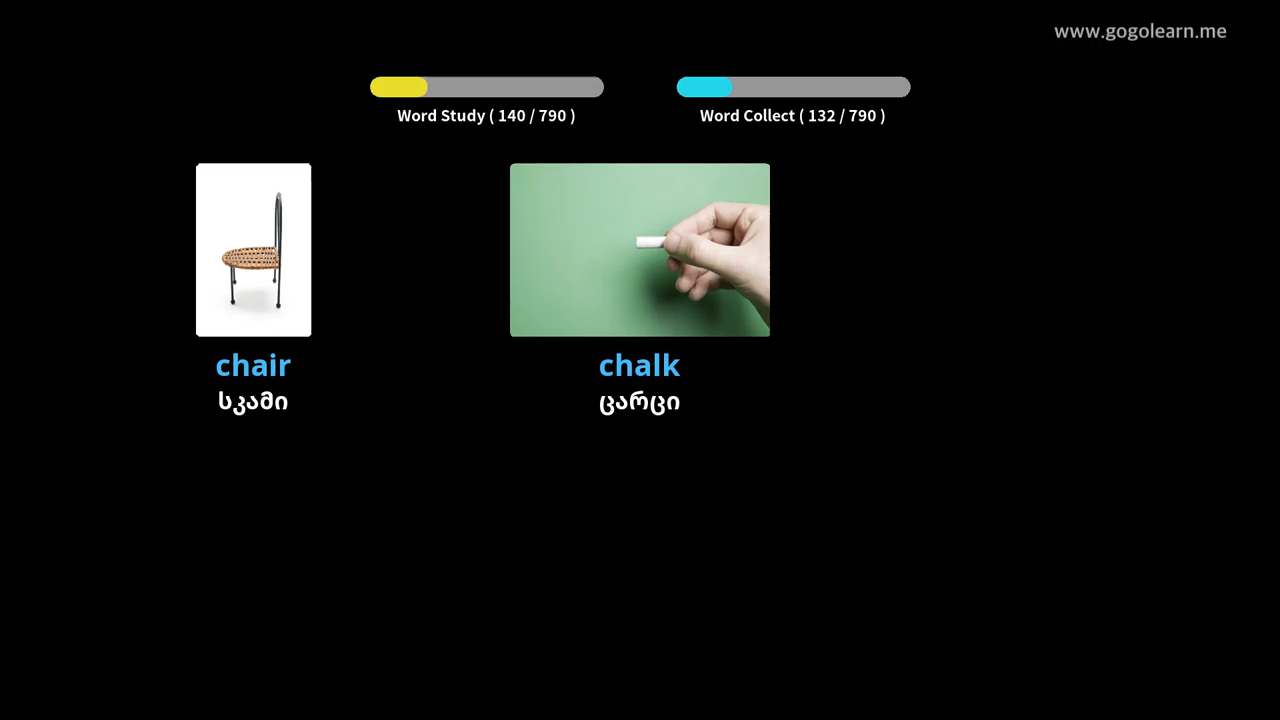 www.gogolearn.me
Word Study ( 140 / 790 )
Word Collect ( 132 / 790 )
chair
სკამი
chalk
ცარცი